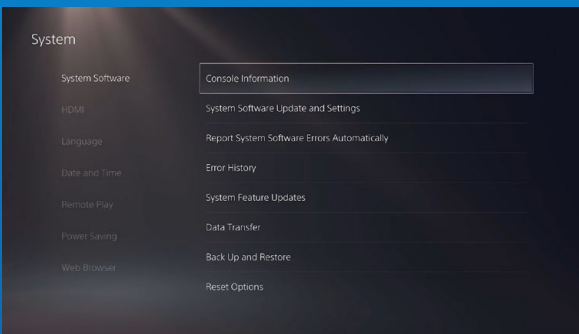 System
System Software
HDMI
Language
Date and Time
Remote Play
Power Saving
Web Browser
Console Information
System Software Update and Settings
Report System Software Errors Automatically
Error History
System Feature Updates
Data Transfer
Back Up and Restore
Reset Options